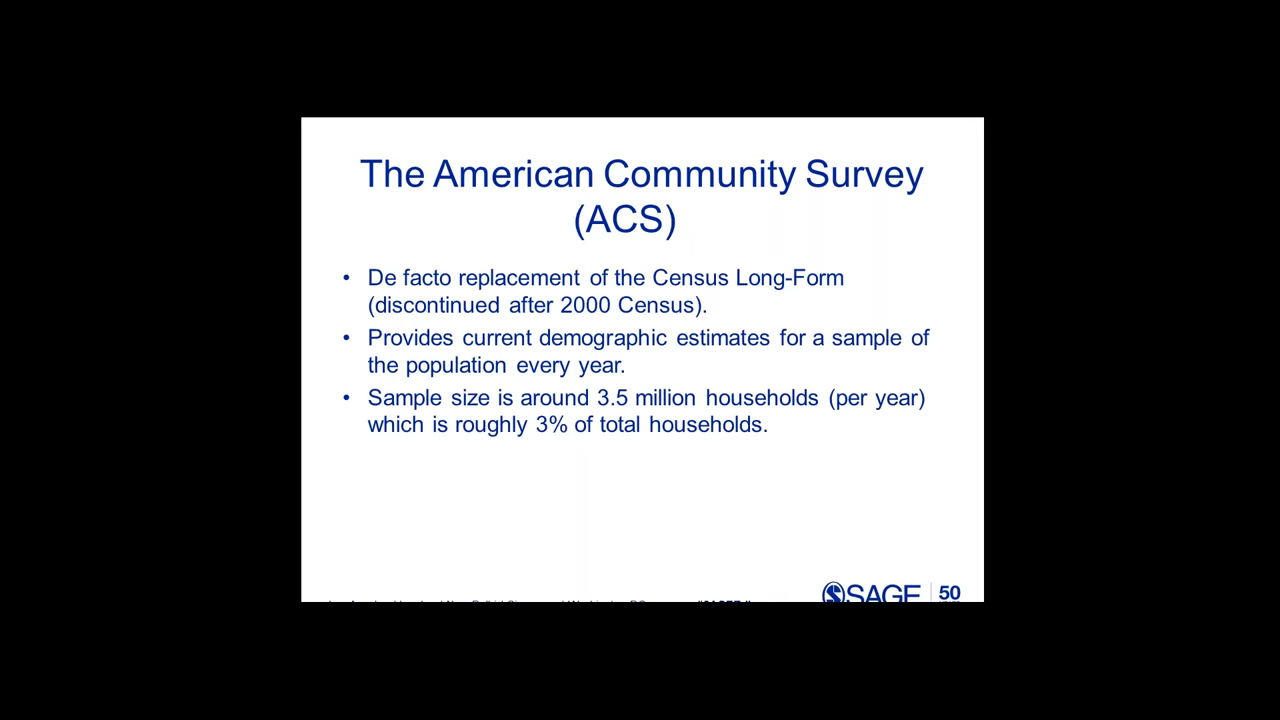 The American Community Survey
(ACS)
• De facto replacement of the Census Long-Form
(discontinued after 2000 Census).
• Provides current demographic estimates for a sample of
the population every year.
• Sample size is around 3.5 million households (per year)
which is roughly 3% of total households.
SAGE 50